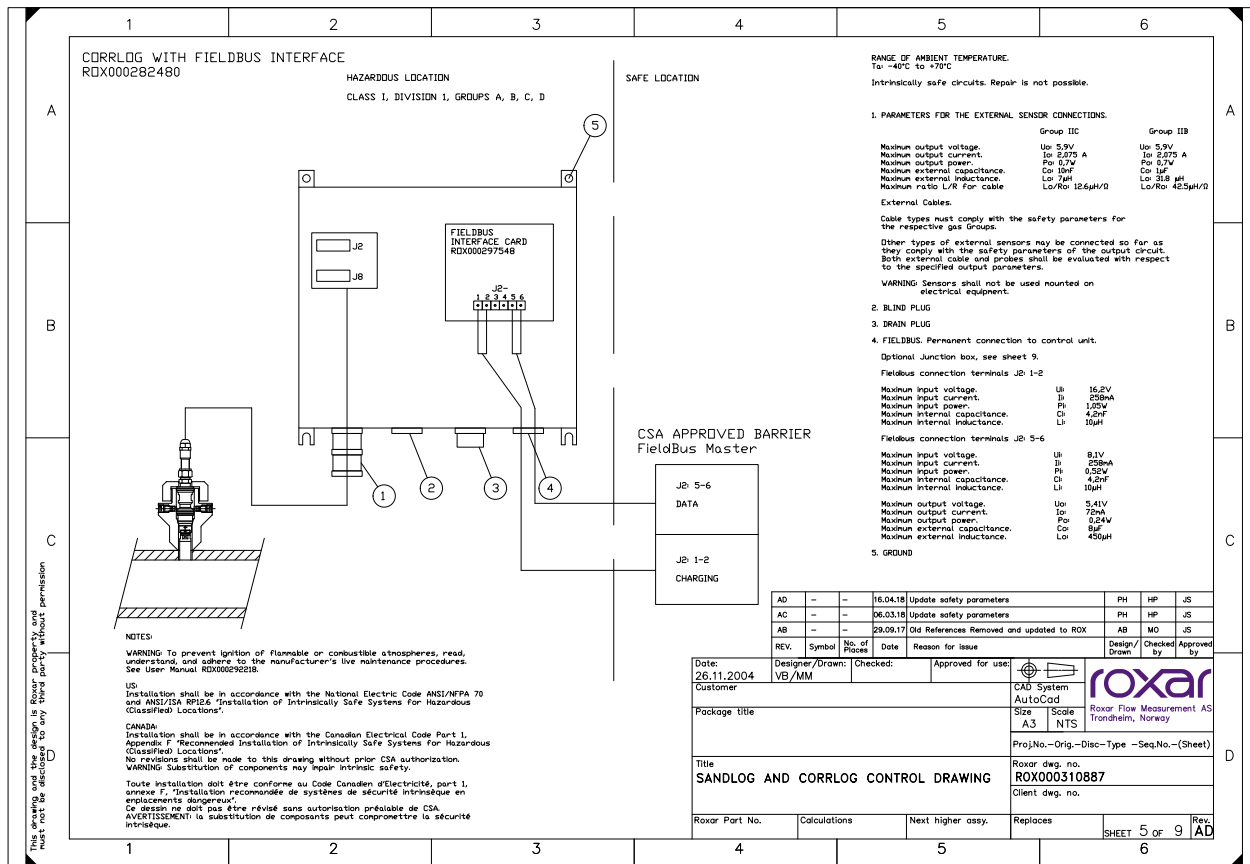 1 2 3 4 5 6
CORRLOG WITH FIELDBUS INTERFACE
ROX000282480
HAZARDOUS LOCATION
CLASS I, DIVISION 1, GROUPS A, B, C, D
SAFE LOCATION
A
A
B
B
C
C
D
D
5
J2
J8
FIELDBUS
INTERFACE CARD
ROX000297548
J2-
1 2 3 4 5 6
1
2
3
4
CSA APPROVED BARRIER
FieldBus Master
J2: 5-6
DATA
J2: 1-2
CHARGING
RANGE OF AMBIENT TEMPERATURE.
Ta: -40°C to +70°C
Intrinsically safe circuits. Repair is not possible.
1. PARAMETERS FOR THE EXTERNAL SENSOR CONNECTIONS.
Group IIC Group IIB
Maximum output voltage. Uo: 5,9V Uo: 5,9V
Maximum output current. Io: 2,075 A Io: 2,075 A
Maximum output power. Po: 0,7W Po: 0,7W
Maximum external capacitance. Co: 10nF Co: 1µF
Maximum external inductance. Lo: 7µH Lo: 31.8 µH
Maximum ratio L/R for cable Lo/Ro: 12.6µH/Ω Lo/Ro: 42.5µH/Ω
External Cables.
Cable types must comply with the safety parameters for
the respective gas Groups.
Other types of external sensors may be connected so far as
they comply with the safety parameters of the output circuit.
Both external cable and probes shall be evaluated with respect
to the specified output parameters.
WARNING: Sensors shall not be used mounted on
electrical equipment.
2. BLIND PLUG
3. DRAIN PLUG
4. FIELDBUS. Permanent connection to control unit.
Optional Junction box, see sheet 9.
Fieldbus connection terminals J2: 1-2
Maximum input voltage. Ui: 16,2V
Maximum input current. Ii: 258mA
Maximum input power. Pi: 1,05W
Maximum internal capacitance. Ci: 4,2nF
Maximum internal inductance. Li: 10µH
Fieldbus connection terminals J2: 5-6
Maximum input voltage. Ui: 8,1V
Maximum input current. Ii: 258mA
Maximum input power. Pi: 0,52W
Maximum internal capacitance. Ci: 4,2nF
Maximum internal inductance. Li: 10µH
Maximum output voltage. Uo: 5,41V
Maximum output current. Io: 72mA
Maximum output power. Po: 0,24W
Maximum external capacitance. Co: 8µF
Maximum external inductance. Lo: 450µH
5. GROUND
NOTES:
WARNING: To prevent ignition of flammable or combustible atmospheres, read,
understand, and adhere to the manufacturer's live maintenance procedures.
See User Manual ROX000292218.
US:
Installation shall be in accordance with the National Electric Code ANSI/NFPA 70
and ANSI/ISA RP12.6 "Installation of Intrinsically Safe Systems for Hazardous
(Classified) Locations".
CANADA:
Installation shall be in accordance with the Canadian Electrical Code Part 1,
Appendix F "Recommended Installation of Intrinsically Safe Systems for Hazardous
(Classified) Locations".
No revisions shall be made to this drawing without prior CSA authorization.
WARNING: Substitution of components may impair intrinsic safety.
Toute installation doit être conforme au Code Canadien d'Electricité, part 1,
annexe F, "Installation recommandée de systèmes de sécurité intrinsèque en
enplacements dangereux".
Ce dessin ne doit pas être révisé sans autorisation préalable de CSA.
AVERTISSEMENT: la substitution de composants peut compromettre la sécurité
intrisèque.
This drawing and the design is Roxar property and
must not be disclosed to any third party without permission
AD - - 16.04.18 Update safety parameters PH HP JS
AC - - 06.03.18 Update safety parameters PH HP JS
AB - - 29.09.17 Old References Removed and updated to ROX AB MO JS
REV. Symbol No. of Places Date Reason for issue Design/Drawn Checked by Approved by
Date: Designer/Drawn: Checked: Approved for use:
26.11.2004 VB/MM
Customer
CAD System
AutoCad
Package title
Size Scale
A3 NTS
roxar
Roxar Flow Measurement AS
Trondheim, Norway
Proj.No.-Orig.-Disc-Type -Seq.No.-(Sheet)
Title
SANDLOG AND CORRLOG CONTROL DRAWING
Roxar dwg. no.
ROX000310887
Client dwg. no.
Roxar Part No. Calculations Next higher assy. Replaces
SHEET 5 OF 9
Rev.
AD
1 2 3 4 5 6